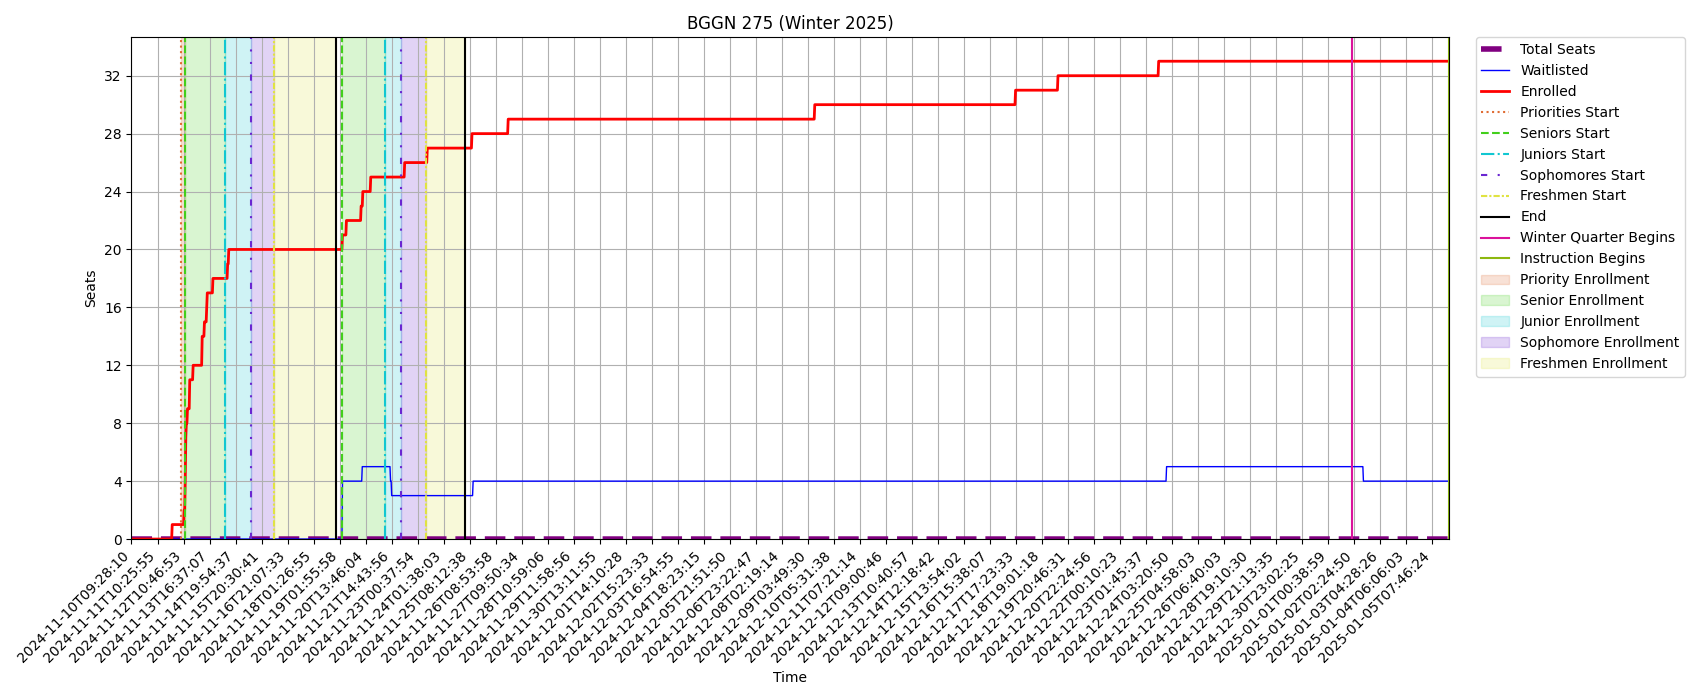 BGGN 275 (Winter 2025)
Seats
32
28
24
20
16
12
8
4
0
2024-11-10T09:28:10
2024-11-11T10:25:55
2024-11-12T10:46:53
2024-11-13T16:37:07
2024-11-14T19:54:37
2024-11-15T20:30:41
2024-11-16T21:07:33
2024-11-18T01:26:55
2024-11-19T01:55:58
2024-11-20T13:46:04
2024-11-21T14:43:56
2024-11-23T00:37:54
2024-11-24T01:38:03
2024-11-25T08:12:38
2024-11-26T08:53:58
2024-11-27T09:50:34
2024-11-28T10:59:06
2024-11-29T11:58:56
2024-11-30T13:11:55
2024-12-01T14:10:28
2024-12-02T15:23:33
2024-12-03T16:54:55
2024-12-04T18:23:15
2024-12-05T21:51:50
2024-12-06T23:22:47
2024-12-08T02:19:14
2024-12-09T03:49:30
2024-12-10T05:31:38
2024-12-11T07:21:14
2024-12-12T09:00:46
2024-12-13T10:40:57
2024-12-14T12:18:42
2024-12-15T13:54:02
2024-12-16T15:38:07
2024-12-17T17:23:33
2024-12-18T19:01:18
2024-12-19T20:46:31
2024-12-20T22:24:56
2024-12-22T00:10:23
2024-12-23T01:45:37
2024-12-24T03:20:50
2024-12-25T04:58:03
2024-12-26T06:40:03
2024-12-28T19:10:30
2024-12-29T21:13:35
2024-12-30T23:02:25
2025-01-01T00:38:59
2025-01-02T02:24:50
2025-01-03T04:28:26
2025-01-04T06:06:03
2025-01-05T07:46:24
Time
Total Seats
Waitlisted
Enrolled
Priorities Start
Seniors Start
Juniors Start
Sophomores Start
Freshmen Start
End
Winter Quarter Begins
Instruction Begins
Priority Enrollment
Senior Enrollment
Junior Enrollment
Sophomore Enrollment
Freshmen Enrollment